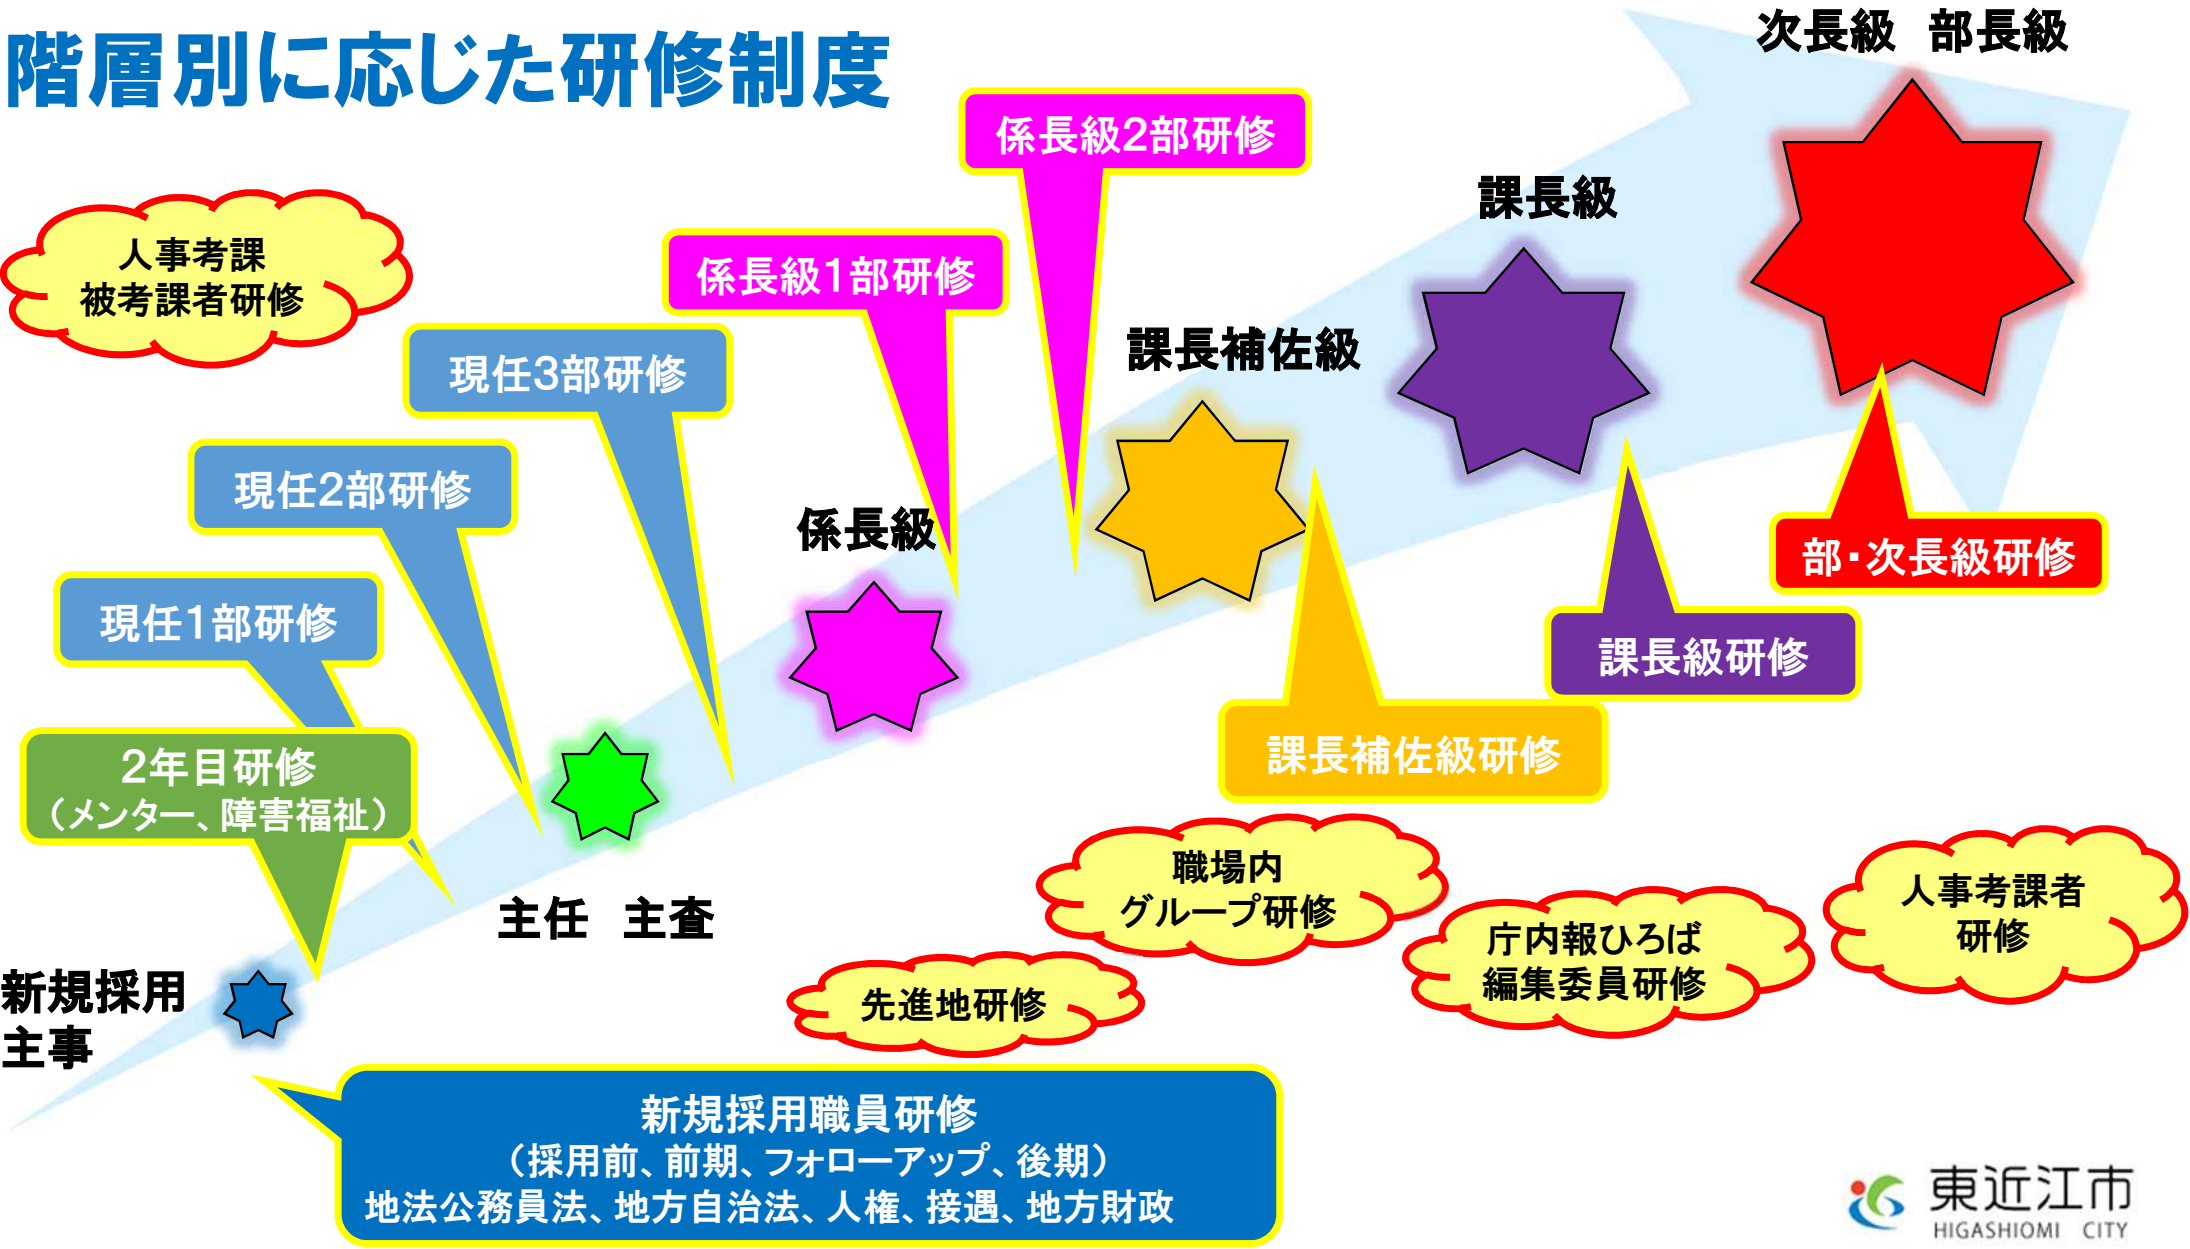 階層別に応じた研修制度
次長級　部長級
係長級2部研修
課長級
人事考課
被考課者研修
係長級1部研修
現任3部研修
課長補佐級
現任2部研修
係長級
部・次長級研修
現任1部研修
課長級研修
2年目研修
（メンター、障害福祉）
課長補佐級研修
主任　主査
職場内
グループ研修
人事考課者
研修
庁内報ひろば
編集委員研修
新規採用
主事
先進地研修
新規採用職員研修
（採用前、前期、フォローアップ、後期）
地法公務員法、地方自治法、人権、接遇、地方財政
東近江市
HIGASHIOMI CITY